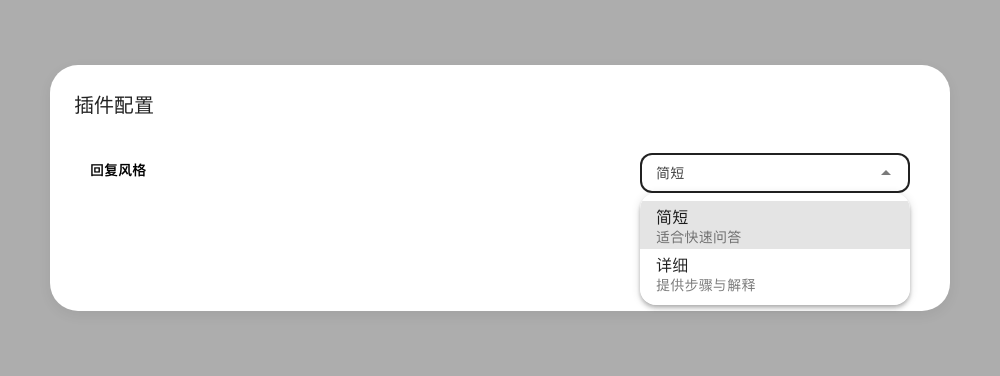 插件配置
回复风格
简短
简短
适合快速问答
详细
提供步骤与解释